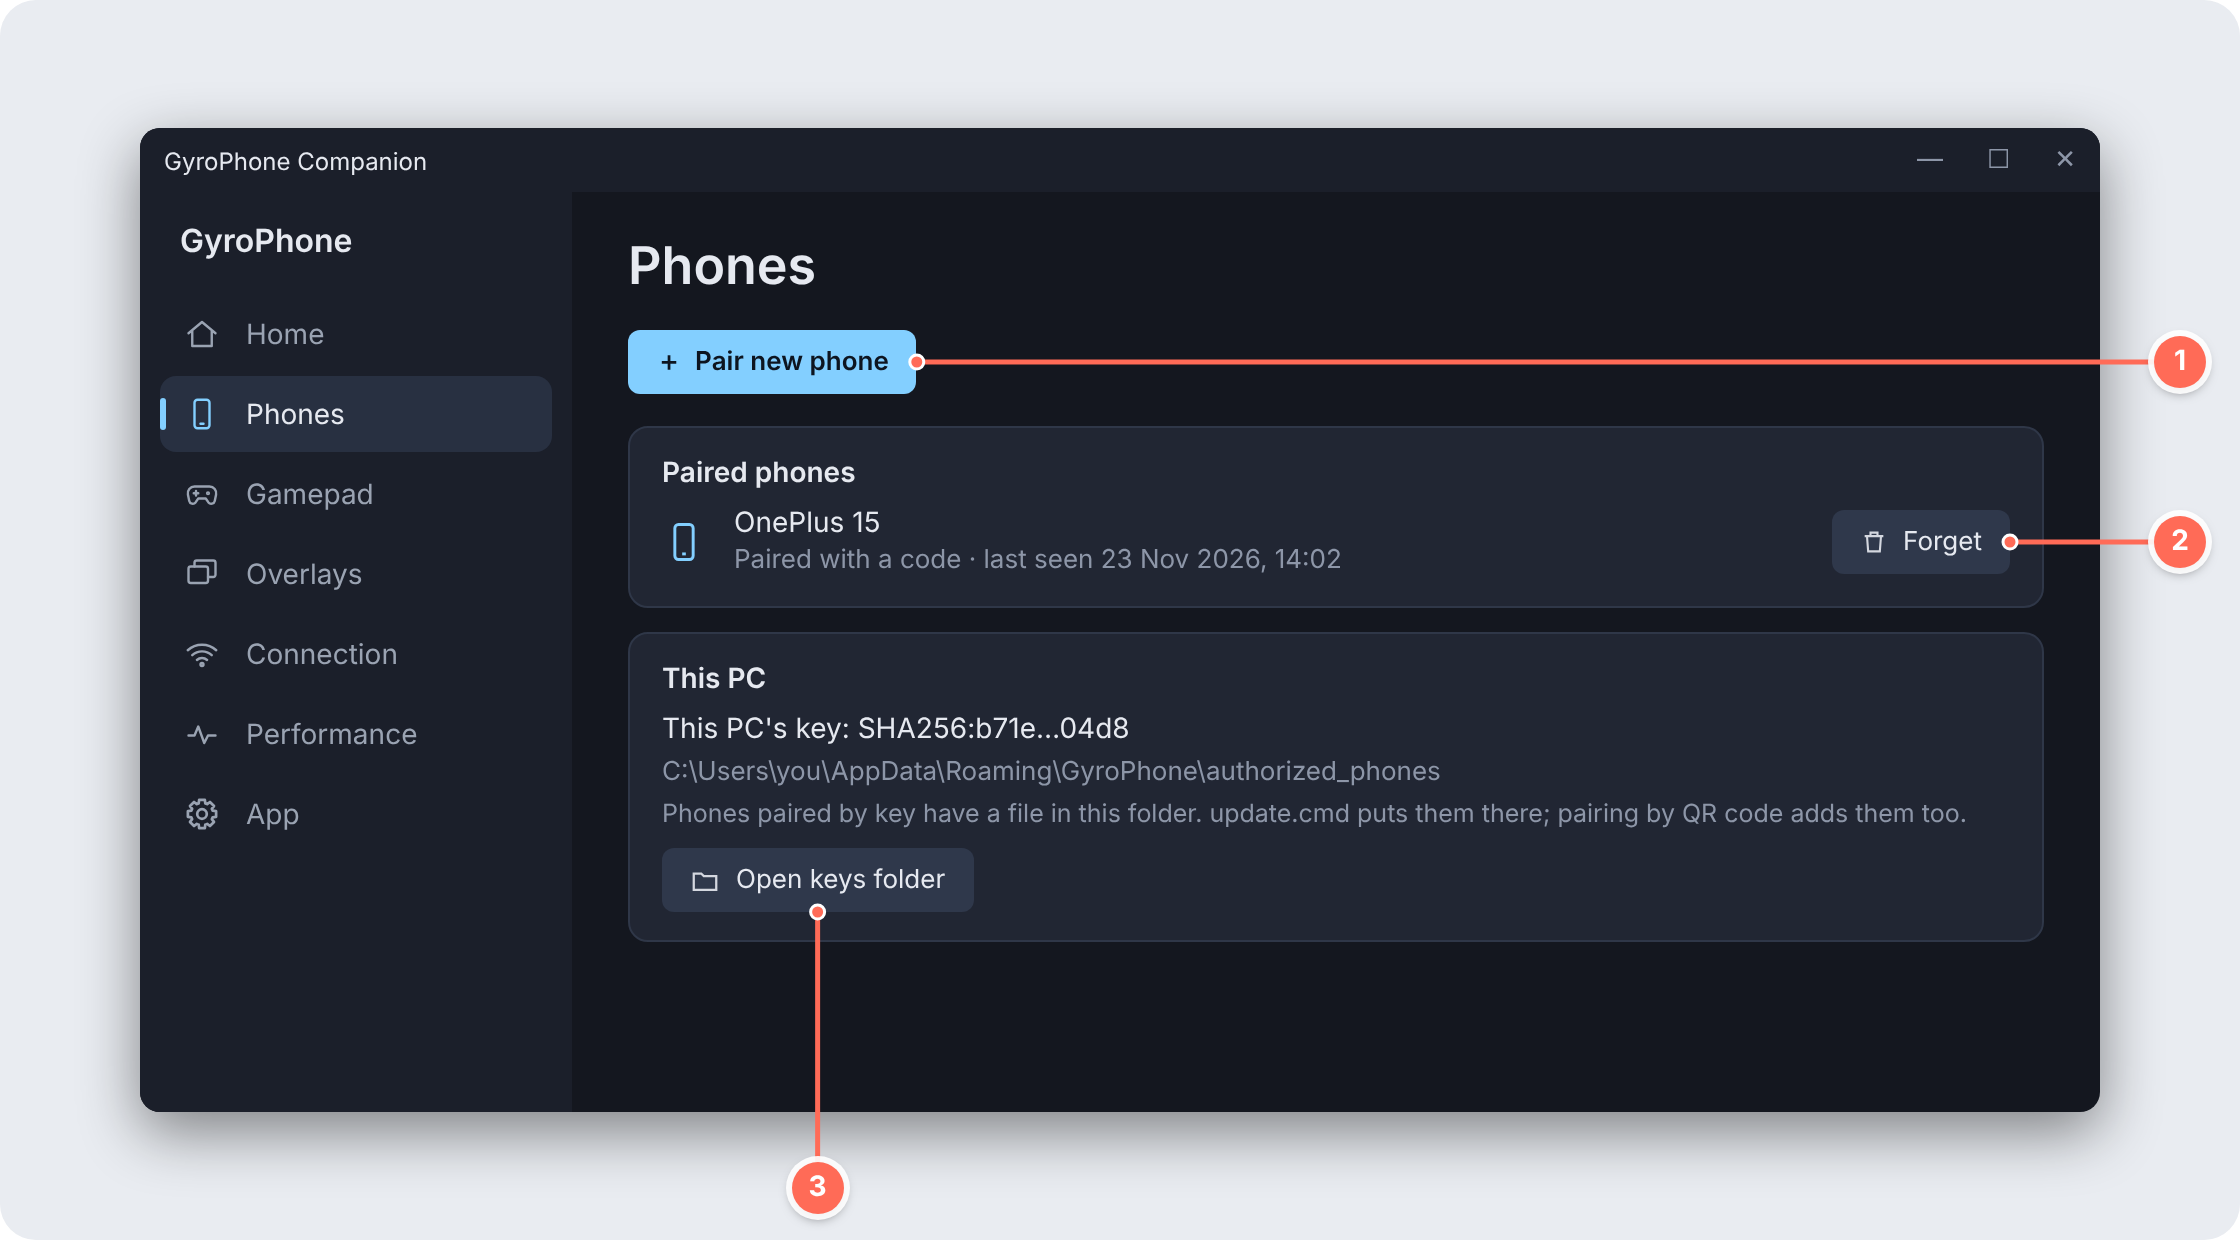 GyroPhone Companion
GyroPhone
Home
Phones
Gamepad
Overlays
Connection
Performance
App
Phones
+ Pair new phone
1
Paired phones
OnePlus 15
Paired with a code · last seen 23 Nov 2026, 14:02
Forget
2
This PC
This PC's key: SHA256:b71e...04d8
C:\Users\you\AppData\Roaming\GyroPhone\authorized_phones
Phones paired by key have a file in this folder. update.cmd puts them there; pairing by QR code adds them too.
Open keys folder
3